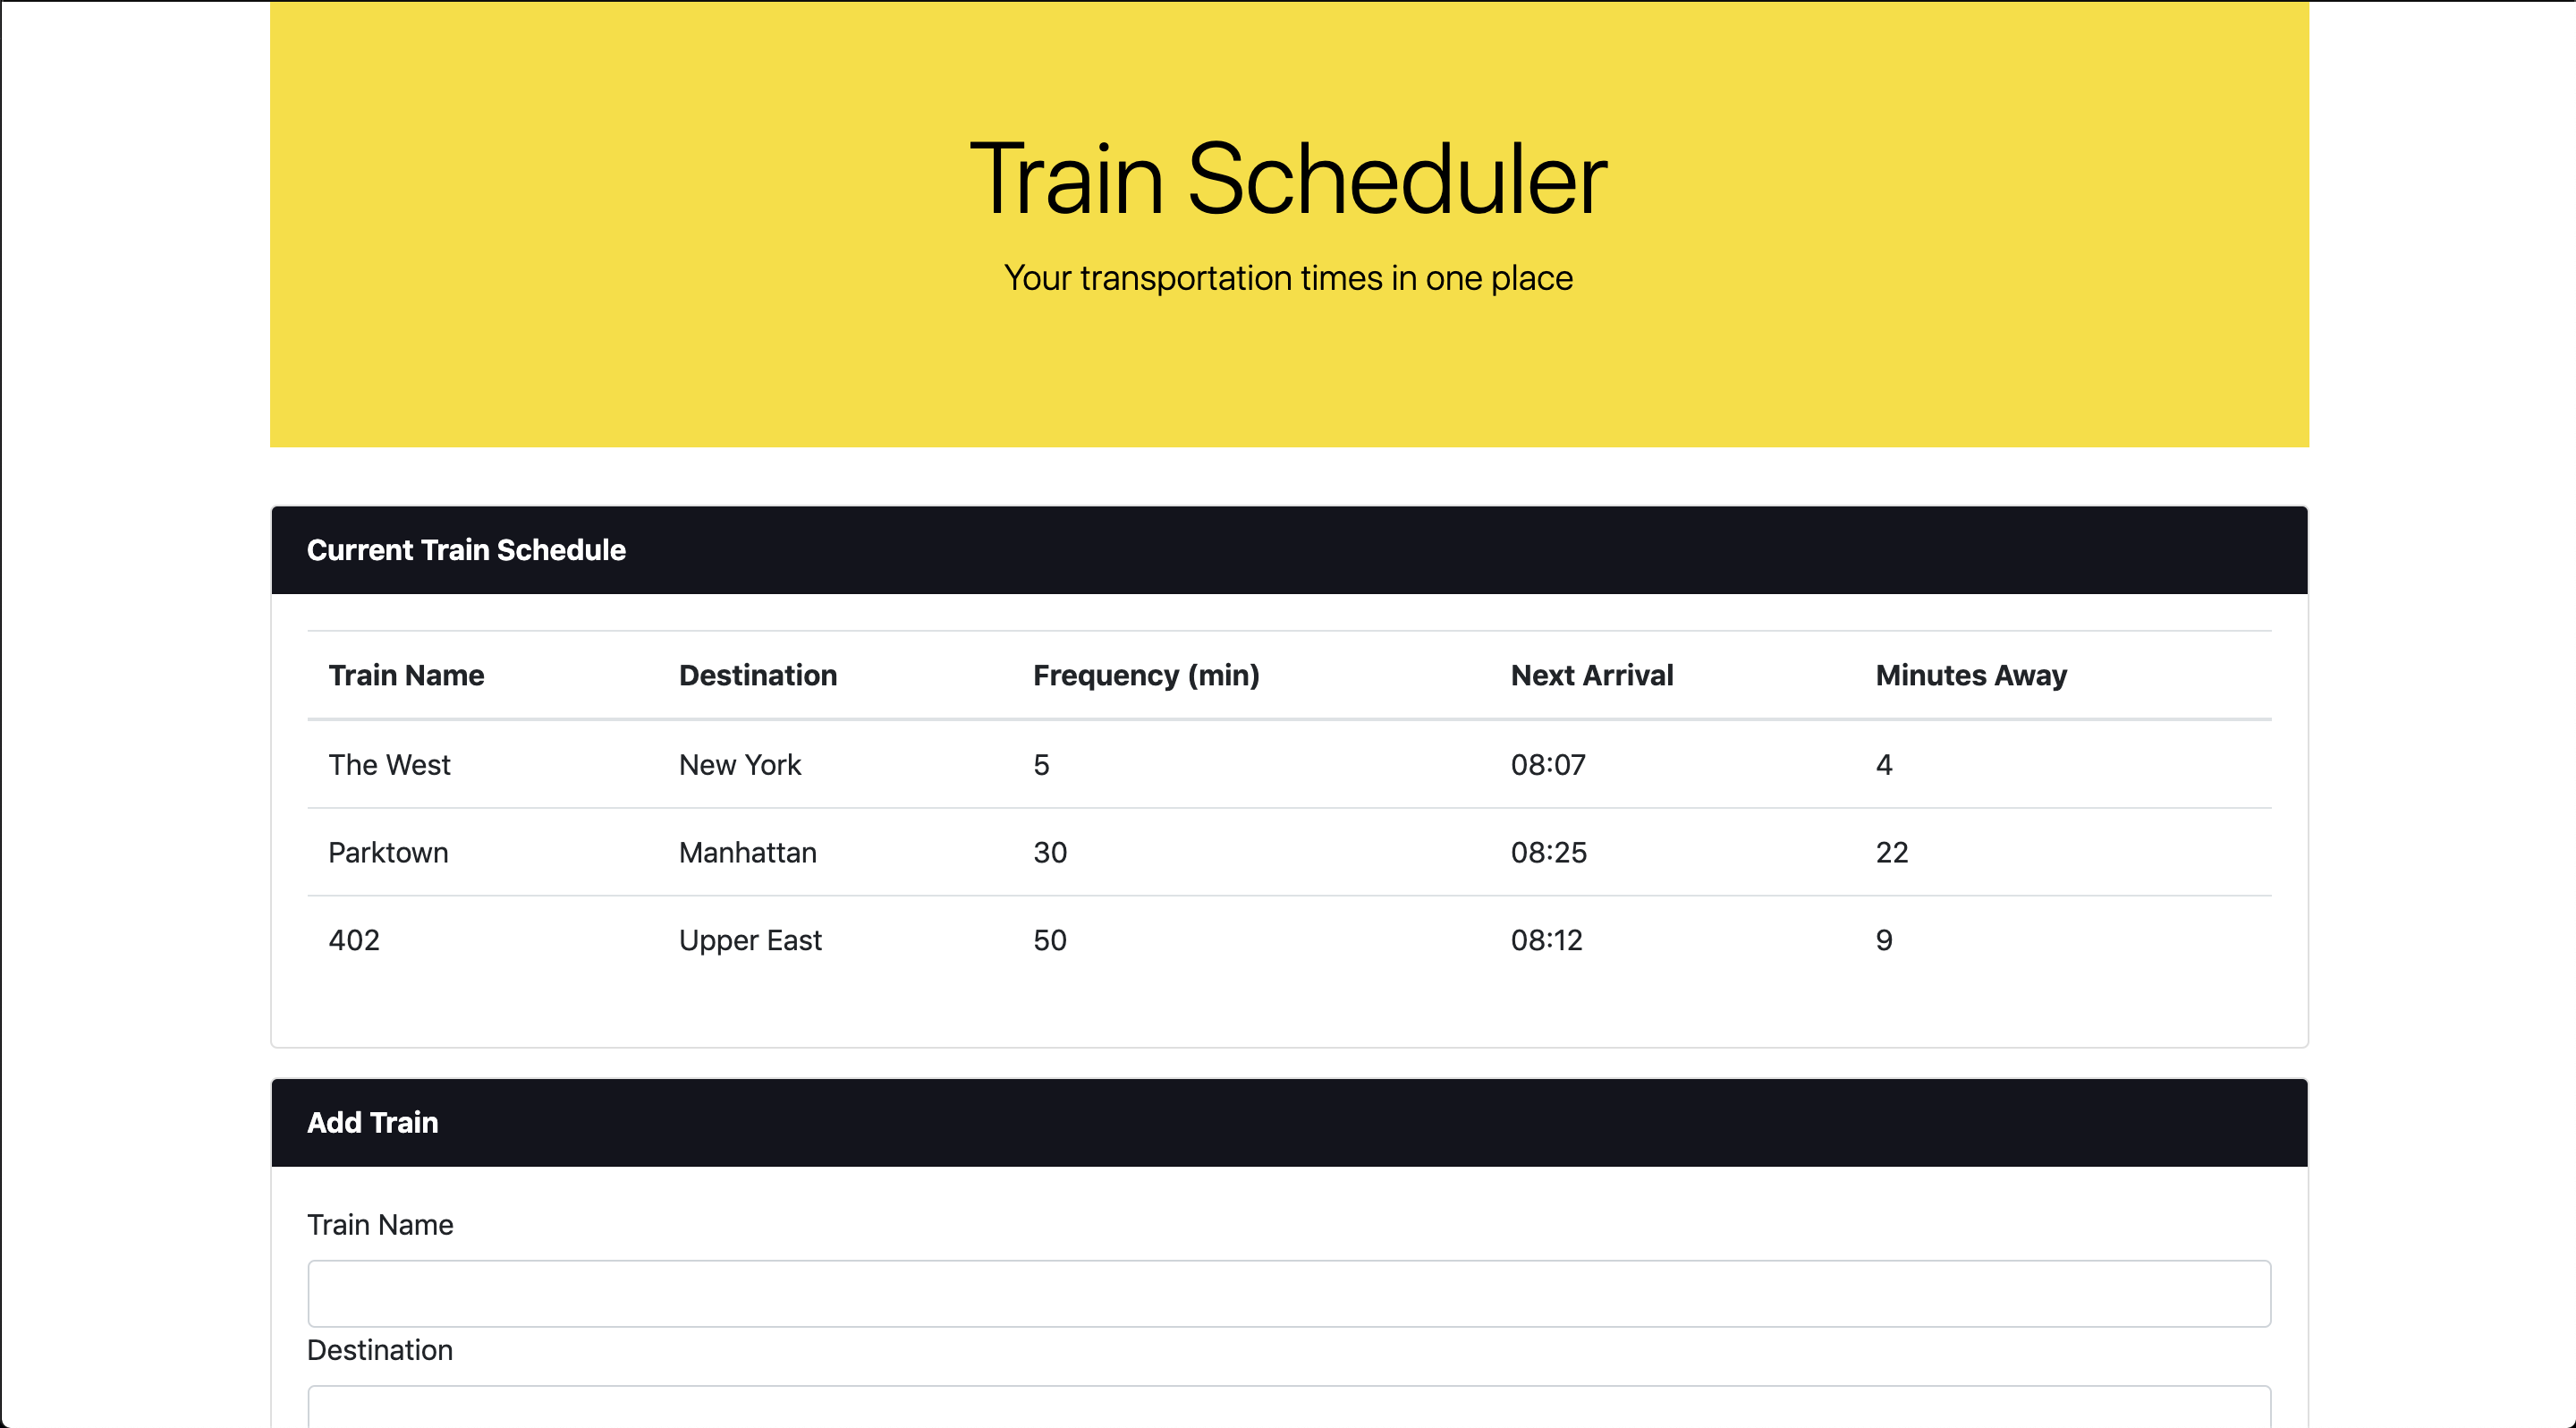 Train Scheduler
Your transportation times in one place
Current Train Schedule
Train Name Destination Frequency (min) Next Arrival Minutes Away
The West New York 5 08:07 4
Parktown Manhattan 30 08:25 22
402 Upper East 50 08:12 9
Add Train
Train Name
Destination